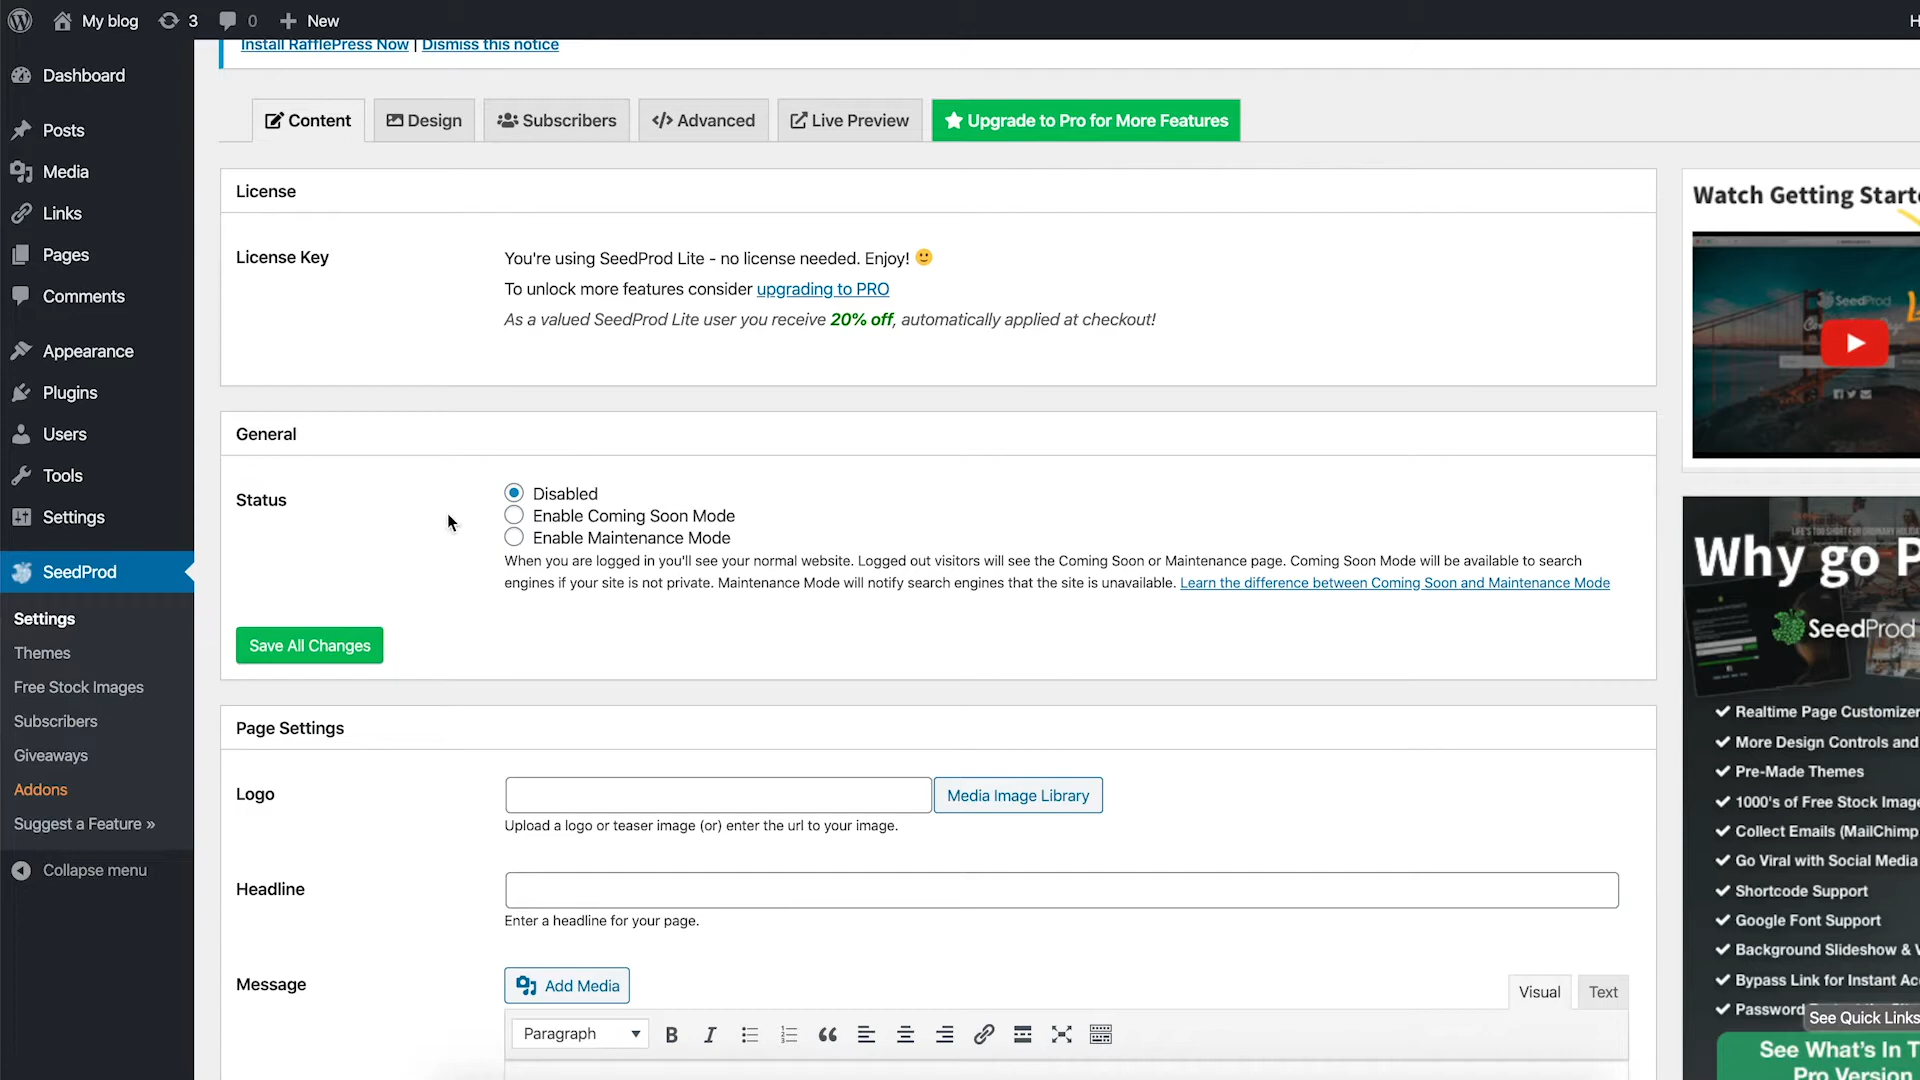 My blog 3 0 New H
Install RafflePress Now | Dismiss this notice
Dashboard
Posts
Media
Links
Pages
Comments
Appearance
Plugins
Users
Tools
Settings
SeedProd
Settings
Themes
Free Stock Images
Subscribers
Giveaways
Addons
Suggest a Feature »
Collapse menu
Content Design Subscribers </> Advanced Live Preview Upgrade to Pro for More Features
License
License Key
You're using SeedProd Lite - no license needed. Enjoy! 🙂
To unlock more features consider upgrading to PRO
As a valued SeedProd Lite user you receive 20% off, automatically applied at checkout!
General
Status
Disabled
Enable Coming Soon Mode
Enable Maintenance Mode
When you are logged in you'll see your normal website. Logged out visitors will see the Coming Soon or Maintenance page. Coming Soon Mode will be available to search
engines if your site is not private. Maintenance Mode will notify search engines that the site is unavailable. Learn the difference between Coming Soon and Maintenance Mode
Save All Changes
Page Settings
Logo
Media Image Library
Upload a logo or teaser image (or) enter the url to your image.
Headline
Enter a headline for your page.
Message
Add Media
Visual Text
Paragraph B I
Watch Getting Starte
SeedProd
Why go P
SeedProd
Realtime Page Customizer
More Design Controls and
Pre-Made Themes
1000's of Free Stock Image
Collect Emails (MailChimp
Go Viral with Social Media
Shortcode Support
Google Font Support
Background Slideshow & V
Bypass Link for Instant Ac
Password
See Quick Links
See What's In T
Pro Version